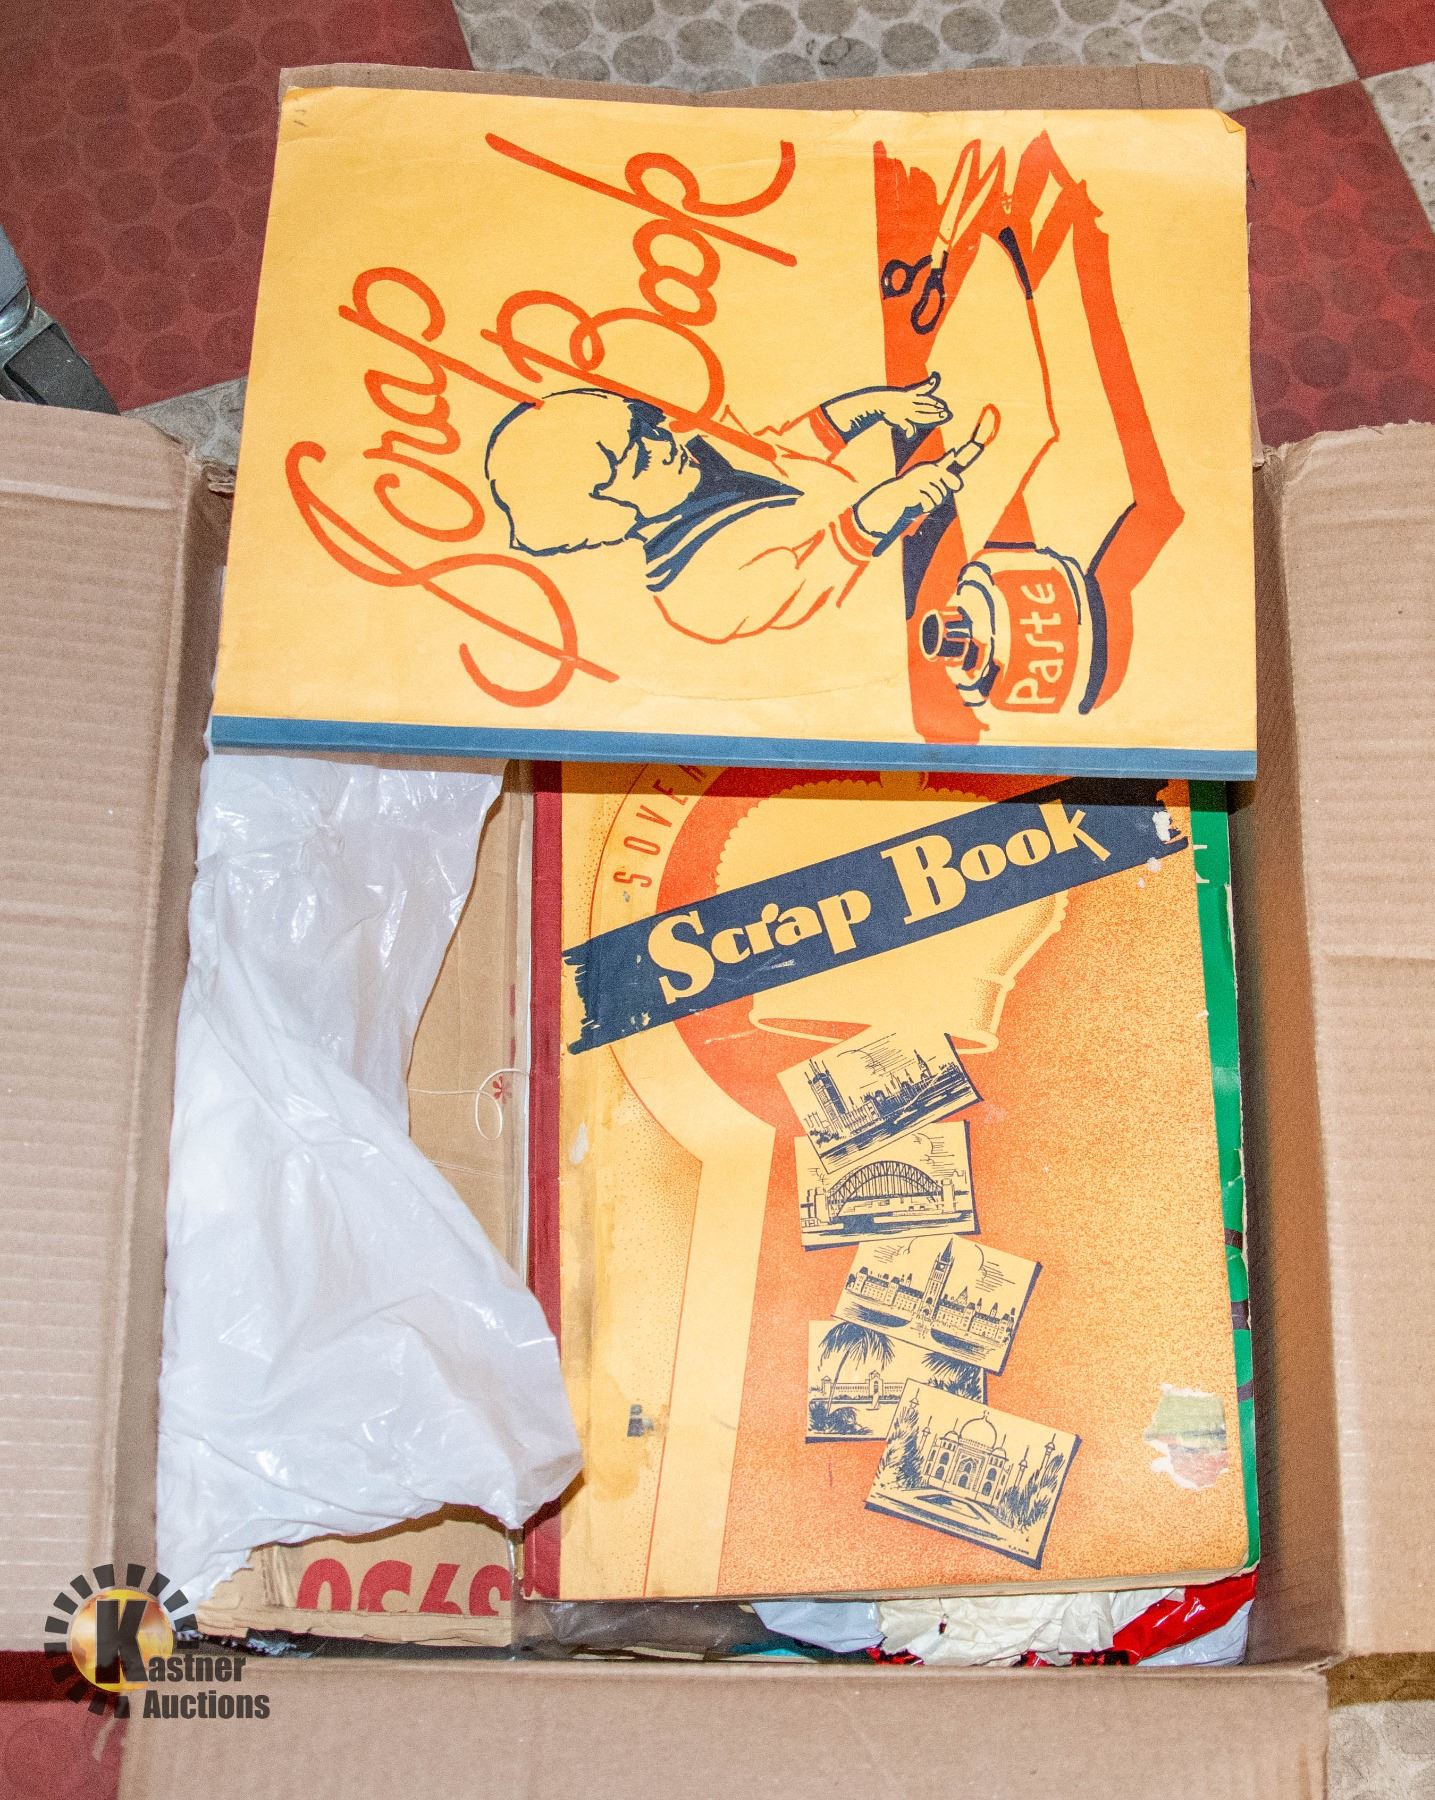 Scrap
Book
Paste
SOVE
Scrap Book
Kastner
Auctions